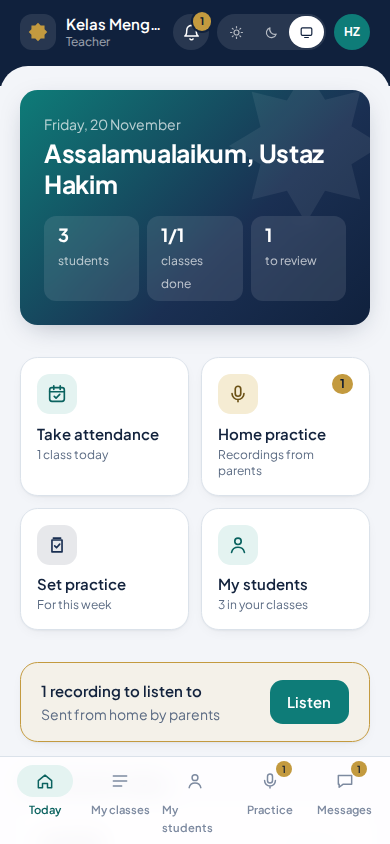 Kelas Meng...
Teacher
1
HZ
Friday, 20 November
Assalamualaikum, Ustaz
Hakim
3
students
1/1
classes
done
1
to review
Take attendance
1 class today
1
Home practice
Recordings from
parents
Set practice
For this week
My students
3 in your classes
1 recording to listen to
Sent from home by parents
Listen
Today
My classes
My
students
1
Practice
1
Messages